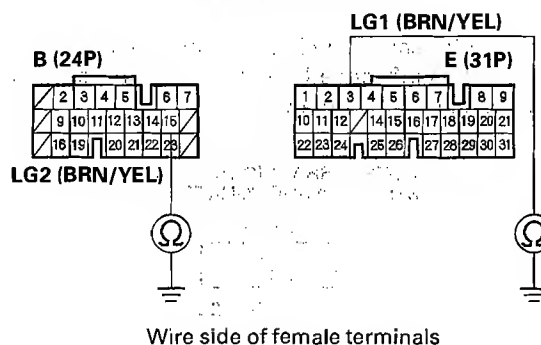 LG1 (BRN/YEL)
B (24P)
E (31P)
2 3 4 5 6 7
9 10 11 12 13 14 15
16 19 20 21 22 23
1 2 3 4 5 6 7 8 9
10 11 12 14 15 16 17 18 19 20 21
22 23 24 25 26 27 28 29 30 31
LG2 (BRN/YEL)
Ω
Ω
Wire side of female terminals